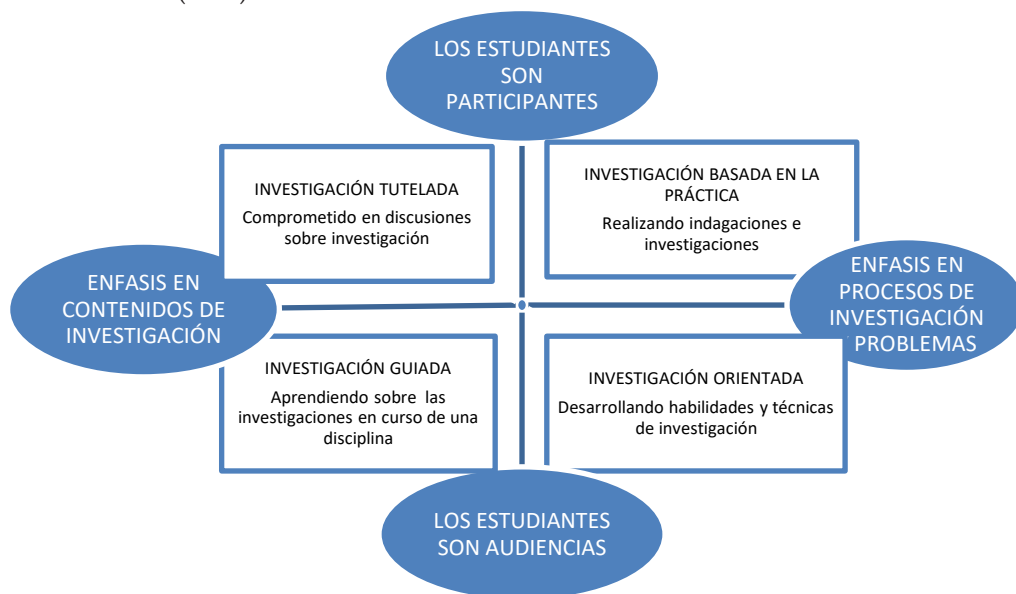 LOS ESTUDIANTES
SON
PARTICIPANTES
INVESTIGACIÓN TUTELADA
Comprometido en discusiones
sobre investigación
INVESTIGACIÓN BASADA EN LA
PRÁCTICA
Realizando indagaciones e
investigaciones
ENFASIS EN
CONTENIDOS DE
INVESTIGACIÓN
ENFASIS EN
PROCESOS DE
INVESTIGACIÓN
PROBLEMAS
INVESTIGACIÓN GUIADA
Aprendiendo sobre las
investigaciones en curso de una
disciplina
INVESTIGACIÓN ORIENTADA
Desarrollando habilidades y técnicas
de investigación
LOS ESTUDIANTES
SON AUDIENCIAS